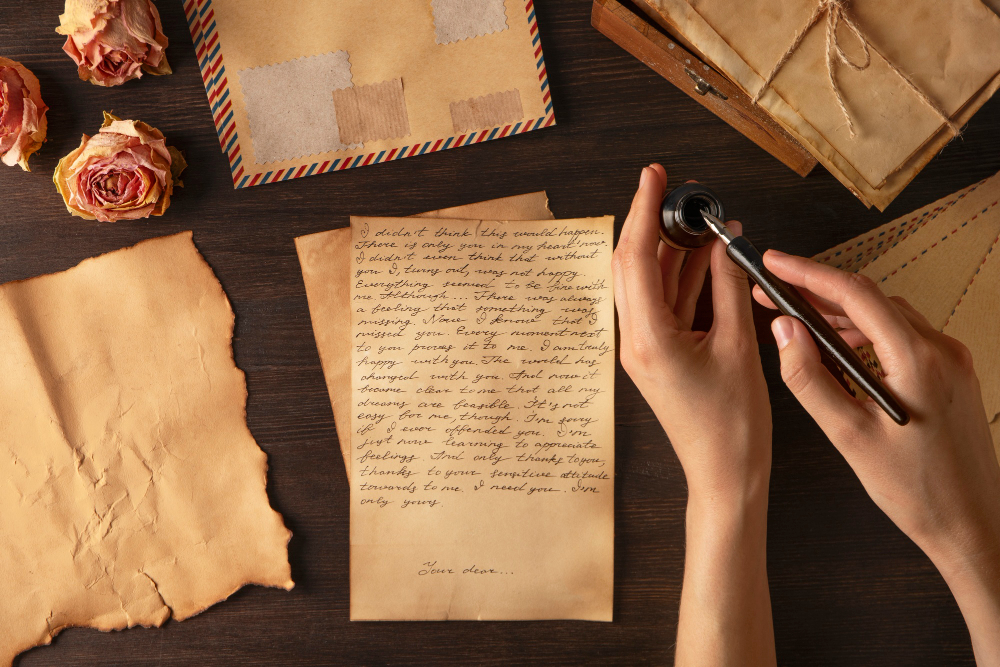 I didn't think this would happen.
There is only you in my heart now.
I didn't even think that without
you I, turns out, was not happy.
Everything seemed to be fine with
me. Although... There was always
a feeling that something was
missing. Now I know that I
missed you. Every moment next
to you proves it to me. I am truly
happy with you. The world has
changed with you. And now it
became clear to me that all my
dreams are feasible. It's not
easy for me, though. I'm sorry
if I ever offended you. I'm
just now learning to appreciate
feelings. And only thanks to you,
thanks to your sensitive attitude
towards to me. I need you. I'm
only yours.
Your dear...